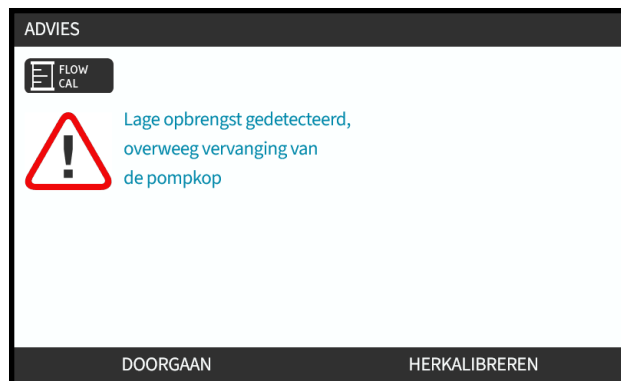 ADVIES
FLOW
CAL
Lage opbrengst gedetecteerd,
overweeg vervanging van
de pompkop
DOORGAAN
HERKALIBREREN